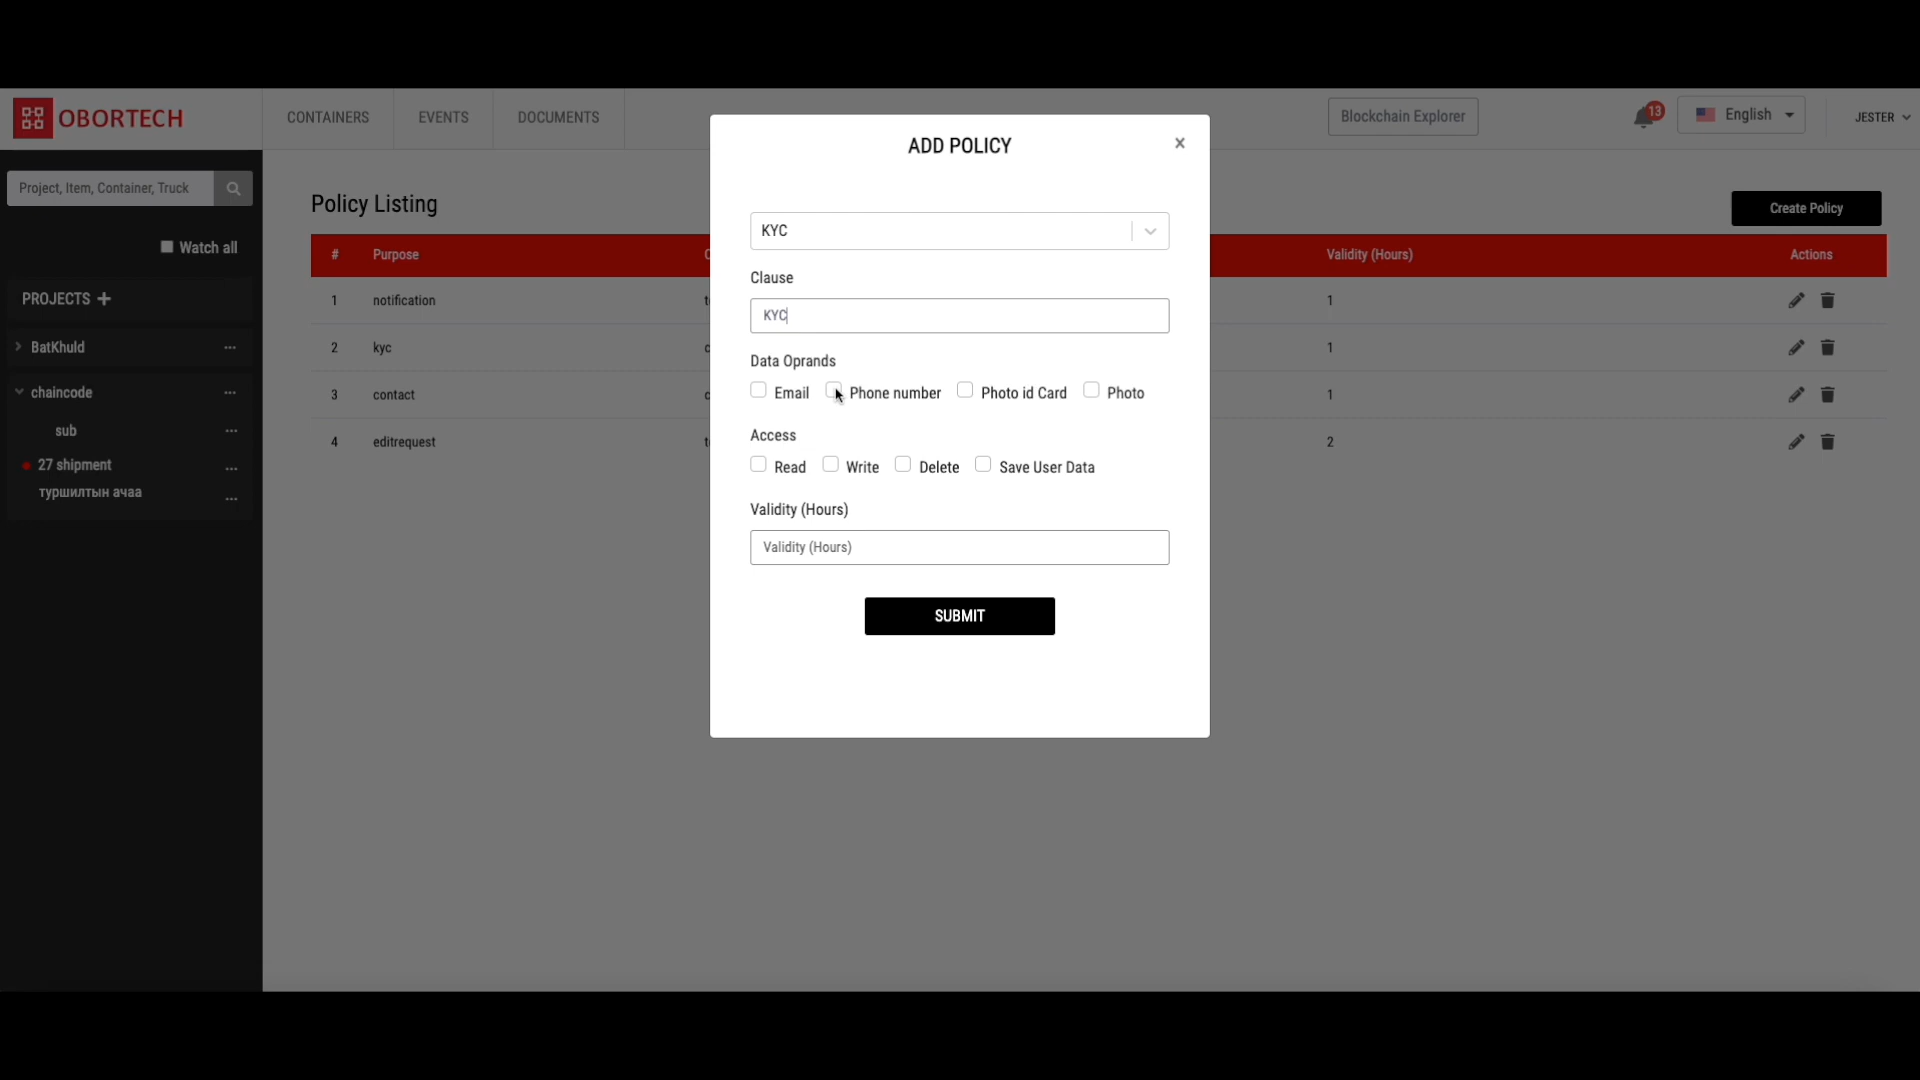 OBORTECH
CONTAINERS
EVENTS
DOCUMENTS
Blockchain Explorer
13
English
JESTER
Project, Item, Container, Truck
Watch all
PROJECTS +
BatKhuld ...
chaincode ...
sub ...
27 shipment ...
туршилтын ачаа ...
Policy Listing
Create Policy
# Purpose Validity (Hours) Actions
1 notification 1
2 kyc 1
3 contact 1
4 editrequest 2
ADD POLICY
×
KYC
Clause
KYC
Data Oprands
Email Phone number Photo id Card Photo
Access
Read Write Delete Save User Data
Validity (Hours)
Validity (Hours)
SUBMIT